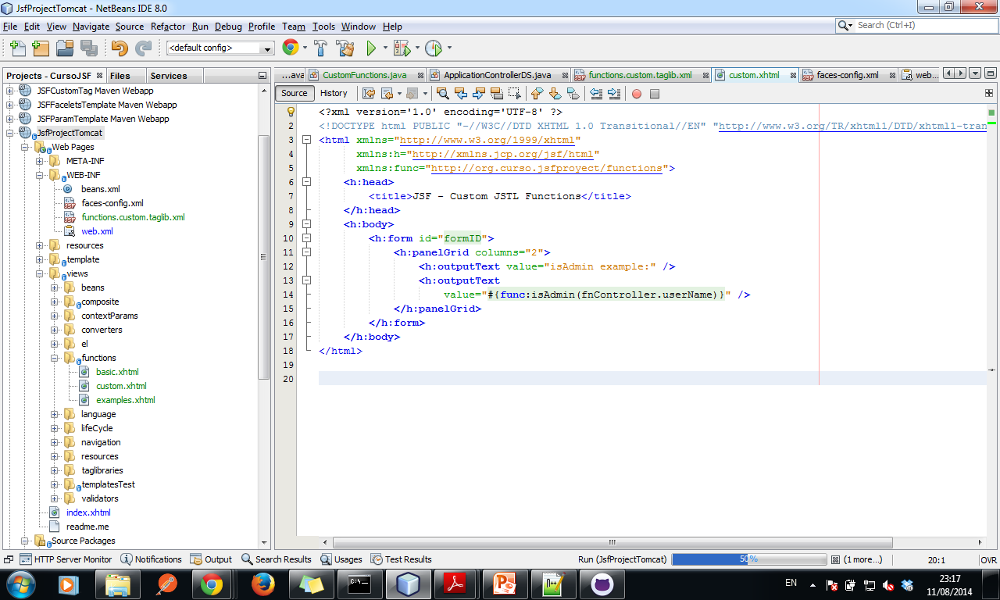 JsfProjectTomcat - NetBeans IDE 8.0
File Edit View Navigate Source Refactor Run Debug Profile Team Tools Window Help
Search (Ctrl+I)
<default config>
Projects - CursoJSF
Files
Services
...ava
CustomFunctions.java
ApplicationControllerDS.java
functions.custom.taglib.xml
custom.xhtml
faces-config.xml
web...
Source
History
JSFCustomTag Maven Webapp
JSFFaceletsTemplate Maven Webapp
JSFParamTemplate Maven Webapp
JsfProjectTomcat
Web Pages
META-INF
WEB-INF
beans.xml
faces-config.xml
functions.custom.taglib.xml
web.xml
resources
template
views
beans
composite
contextParams
converters
el
functions
basic.xhtml
custom.xhtml
examples.xhtml
language
lifeCycle
navigation
resources
taglibraries
templatesTest
validators
index.xhtml
readme.me
Source Packages
<?xml version='1.0' encoding='UTF-8' ?>
2 <!DOCTYPE html PUBLIC "-//W3C//DTD XHTML 1.0 Transitional//EN" "http://www.w3.org/TR/xhtml1/DTD/xhtml1-tran
3 <html xmlns="http://www.w3.org/1999/xhtml"
4 xmlns:h="http://xmlns.jcp.org/jsf/html"
5 xmlns:func="http://org.curso.jsfproyect/functions">
6 <h:head>
7 <title>JSF - Custom JSTL Functions</title>
8 </h:head>
9 <h:body>
10 <h:form id="formID">
11 <h:panelGrid columns="2">
12 <h:outputText value="isAdmin example:" />
13 <h:outputText
14 value="#{func:isAdmin(fnController.userName)}" />
15 </h:panelGrid>
16 </h:form>
17 </h:body>
18 </html>
19
20
HTTP Server Monitor
Notifications
Output
Search Results
Usages
Test Results
Run (JsfProjectTomcat)
50%
(1 more...)
20:1
OVR
EN
23:17
11/08/2014